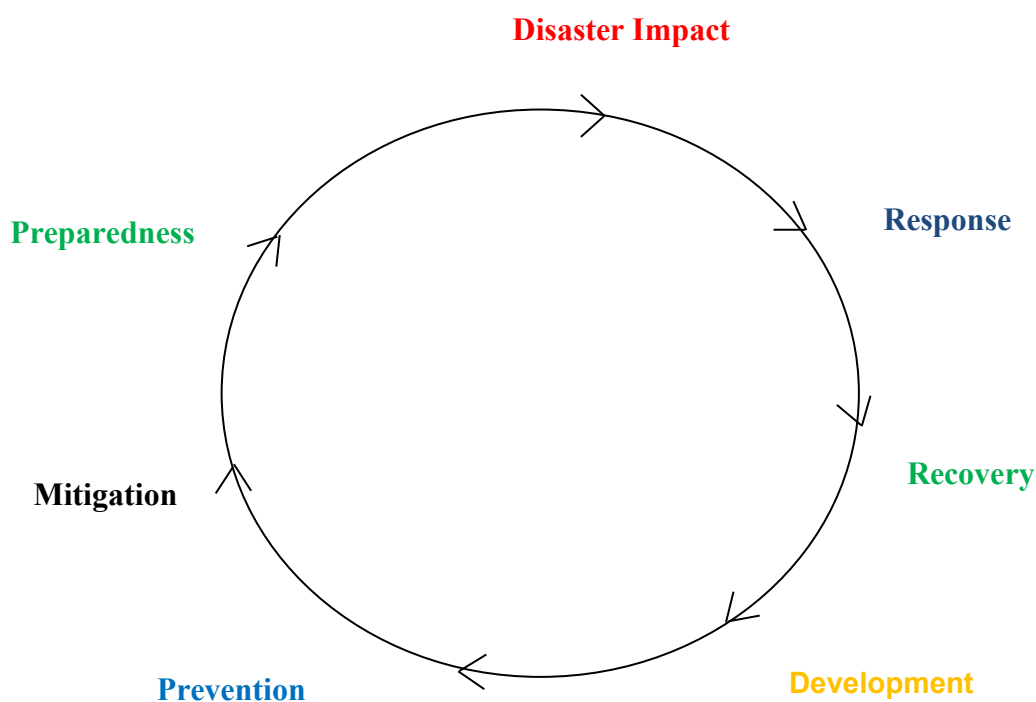 Disaster Impact
Response
Recovery
Development
Prevention
Mitigation
Preparedness